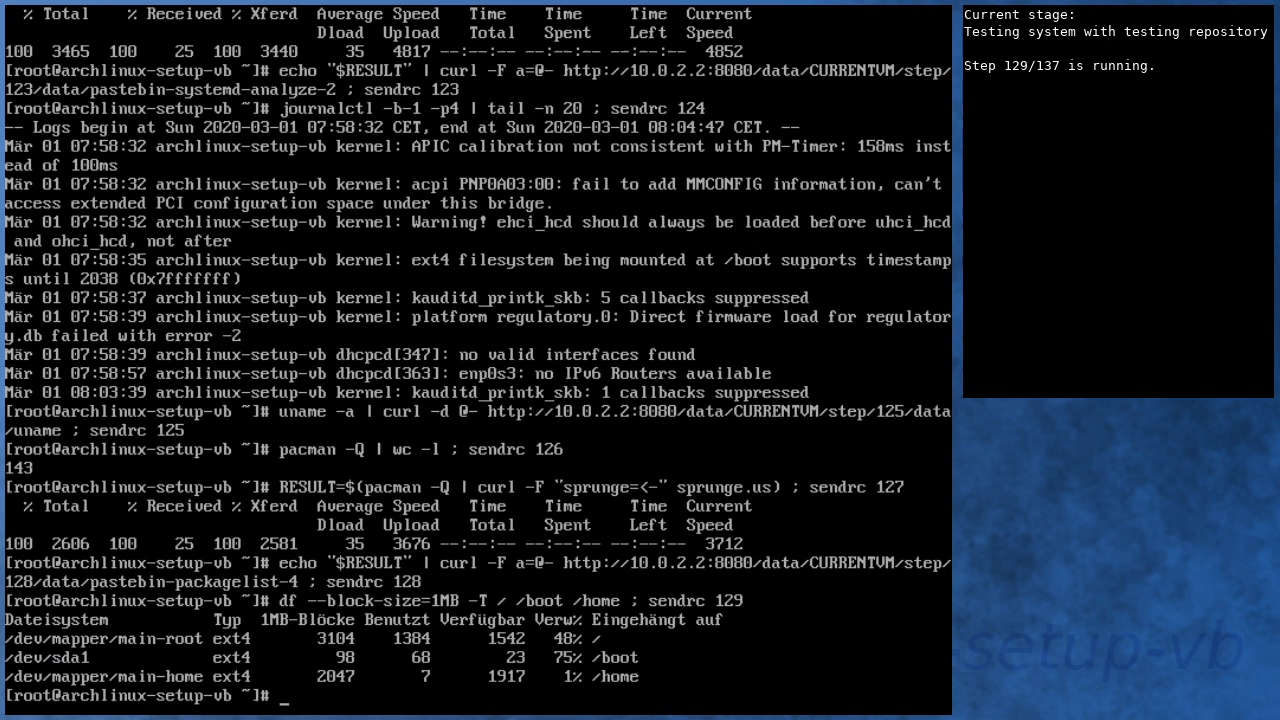 % Total    % Received % Xferd  Average Speed   Time    Time     Time  Current
                                 Dload  Upload   Total   Spent    Left  Speed
100  3465  100    25  100  3440     35   4817 --:--:-- --:--:-- --:--:--  4852
[root@archlinux-setup-vb ~]# echo "$RESULT" | curl -F a=@- http://10.0.2.2:8080/data/CURRENTVM/step/
123/data/pastebin-systemd-analyze-2 ; sendrc 123
[root@archlinux-setup-vb ~]# journalctl -b-1 -p4 | tail -n 20 ; sendrc 124
-- Logs begin at Sun 2020-03-01 07:58:32 CET, end at Sun 2020-03-01 08:04:47 CET. --
Mär 01 07:58:32 archlinux-setup-vb kernel: APIC calibration not consistent with PM-Timer: 158ms inst
ead of 100ms
Mär 01 07:58:32 archlinux-setup-vb kernel: acpi PNP0A03:00: fail to add MMCONFIG information, can't
access extended PCI configuration space under this bridge.
Mär 01 07:58:32 archlinux-setup-vb kernel: Warning! ehci_hcd should always be loaded before uhci_hcd
 and ohci_hcd, not after
Mär 01 07:58:35 archlinux-setup-vb kernel: ext4 filesystem being mounted at /boot supports timestamp
s until 2038 (0x7fffffff)
Mär 01 07:58:37 archlinux-setup-vb kernel: kauditd_printk_skb: 5 callbacks suppressed
Mär 01 07:58:39 archlinux-setup-vb kernel: platform regulatory.0: Direct firmware load for regulator
y.db failed with error -2
Mär 01 07:58:39 archlinux-setup-vb dhcpcd[347]: no valid interfaces found
Mär 01 07:58:57 archlinux-setup-vb dhcpcd[363]: enp0s3: no IPv6 Routers available
Mär 01 08:03:39 archlinux-setup-vb kernel: kauditd_printk_skb: 1 callbacks suppressed
[root@archlinux-setup-vb ~]# uname -a | curl -d @- http://10.0.2.2:8080/data/CURRENTVM/step/125/data
/uname ; sendrc 125
[root@archlinux-setup-vb ~]# pacman -Q | wc -l ; sendrc 126
143
[root@archlinux-setup-vb ~]# RESULT=$(pacman -Q | curl -F "sprunge=<-" sprunge.us) ; sendrc 127
  % Total    % Received % Xferd  Average Speed   Time    Time     Time  Current
                                 Dload  Upload   Total   Spent    Left  Speed
100  2606  100    25  100  2581     35   3676 --:--:-- --:--:-- --:--:--  3712
[root@archlinux-setup-vb ~]# echo "$RESULT" | curl -F a=@- http://10.0.2.2:8080/data/CURRENTVM/step/
128/data/pastebin-packagelist-4 ; sendrc 128
[root@archlinux-setup-vb ~]# df --block-size=1MB -T / /boot /home ; sendrc 129
Dateisystem           Typ  1MB-Blöcke Benutzt Verfügbar Verw% Eingehängt auf
/dev/mapper/main-root ext4       3104    1384      1542   48% /
/dev/sda1             ext4         98      68        23   75% /boot
/dev/mapper/main-home ext4       2047       7      1917    1% /home
[root@archlinux-setup-vb ~]# _
Current stage:
Testing system with testing repository
Step 129/137 is running.
-setup-vb